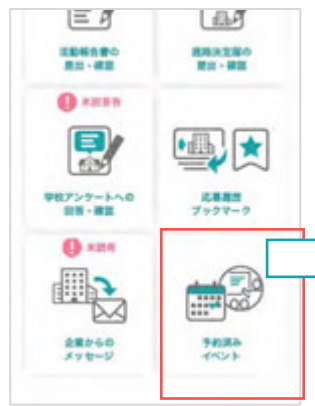 活動報告書の
提出・確認
進路決定届の
提出・確認
未回答有
学校アンケートへの
回答・確認
応募履歴
ブックマーク
未読有
企業からの
メッセージ
予約済み
イベント